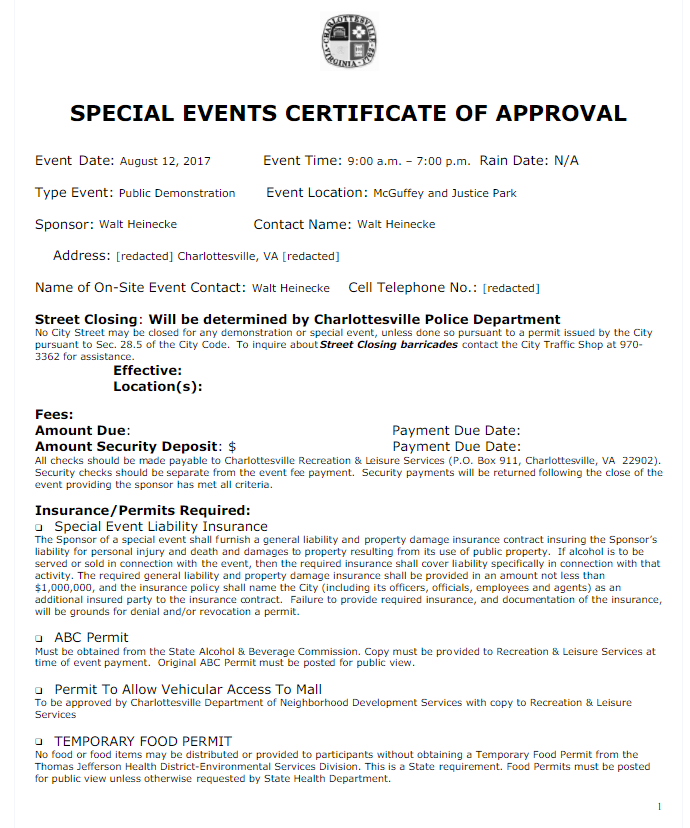 CHARLOTTESVILLE
VIRGINIA - 1762
SPECIAL EVENTS CERTIFICATE OF APPROVAL
Event Date: August 12, 2017 Event Time: 9:00 a.m. – 7:00 p.m. Rain Date: N/A
Type Event: Public Demonstration Event Location: McGuffey and Justice Park
Sponsor: Walt Heinecke Contact Name: Walt Heinecke
Address: [redacted] Charlottesville, VA [redacted]
Name of On-Site Event Contact: Walt Heinecke Cell Telephone No.: [redacted]
Street Closing: Will be determined by Charlottesville Police Department
No City Street may be closed for any demonstration or special event, unless done so pursuant to a permit issued by the City
pursuant to Sec. 28.5 of the City Code. To inquire about Street Closing barricades contact the City Traffic Shop at 970-
3362 for assistance.
Effective:
Location(s):
Fees:
Amount Due: Payment Due Date:
Amount Security Deposit: $ Payment Due Date:
All checks should be made payable to Charlottesville Recreation & Leisure Services (P.O. Box 911, Charlottesville, VA 22902).
Security checks should be separate from the event fee payment. Security payments will be returned following the close of the
event providing the sponsor has met all criteria.
Insurance/Permits Required:
❑ Special Event Liability Insurance
The Sponsor of a special event shall furnish a general liability and property damage insurance contract insuring the Sponsor's
liability for personal injury and death and damages to property resulting from its use of public property. If alcohol is to be
served or sold in connection with the event, then the required insurance shall cover liability specifically in connection with that
activity. The required general liability and property damage insurance shall be provided in an amount not less than
$1,000,000, and the insurance policy shall name the City (including its officers, officials, employees and agents) as an
additional insured party to the insurance contract. Failure to provide required insurance, and documentation of the insurance,
will be grounds for denial and/or revocation a permit.
❑ ABC Permit
Must be obtained from the State Alcohol & Beverage Commission. Copy must be provided to Recreation & Leisure Services at
time of event payment. Original ABC Permit must be posted for public view.
❑ Permit To Allow Vehicular Access To Mall
To be approved by Charlottesville Department of Neighborhood Development Services with copy to Recreation & Leisure
Services
❑ TEMPORARY FOOD PERMIT
No food or food items may be distributed or provided to participants without obtaining a Temporary Food Permit from the
Thomas Jefferson Health District-Environmental Services Division. This is a State requirement. Food Permits must be posted
for public view unless otherwise requested by State Health Department.
1